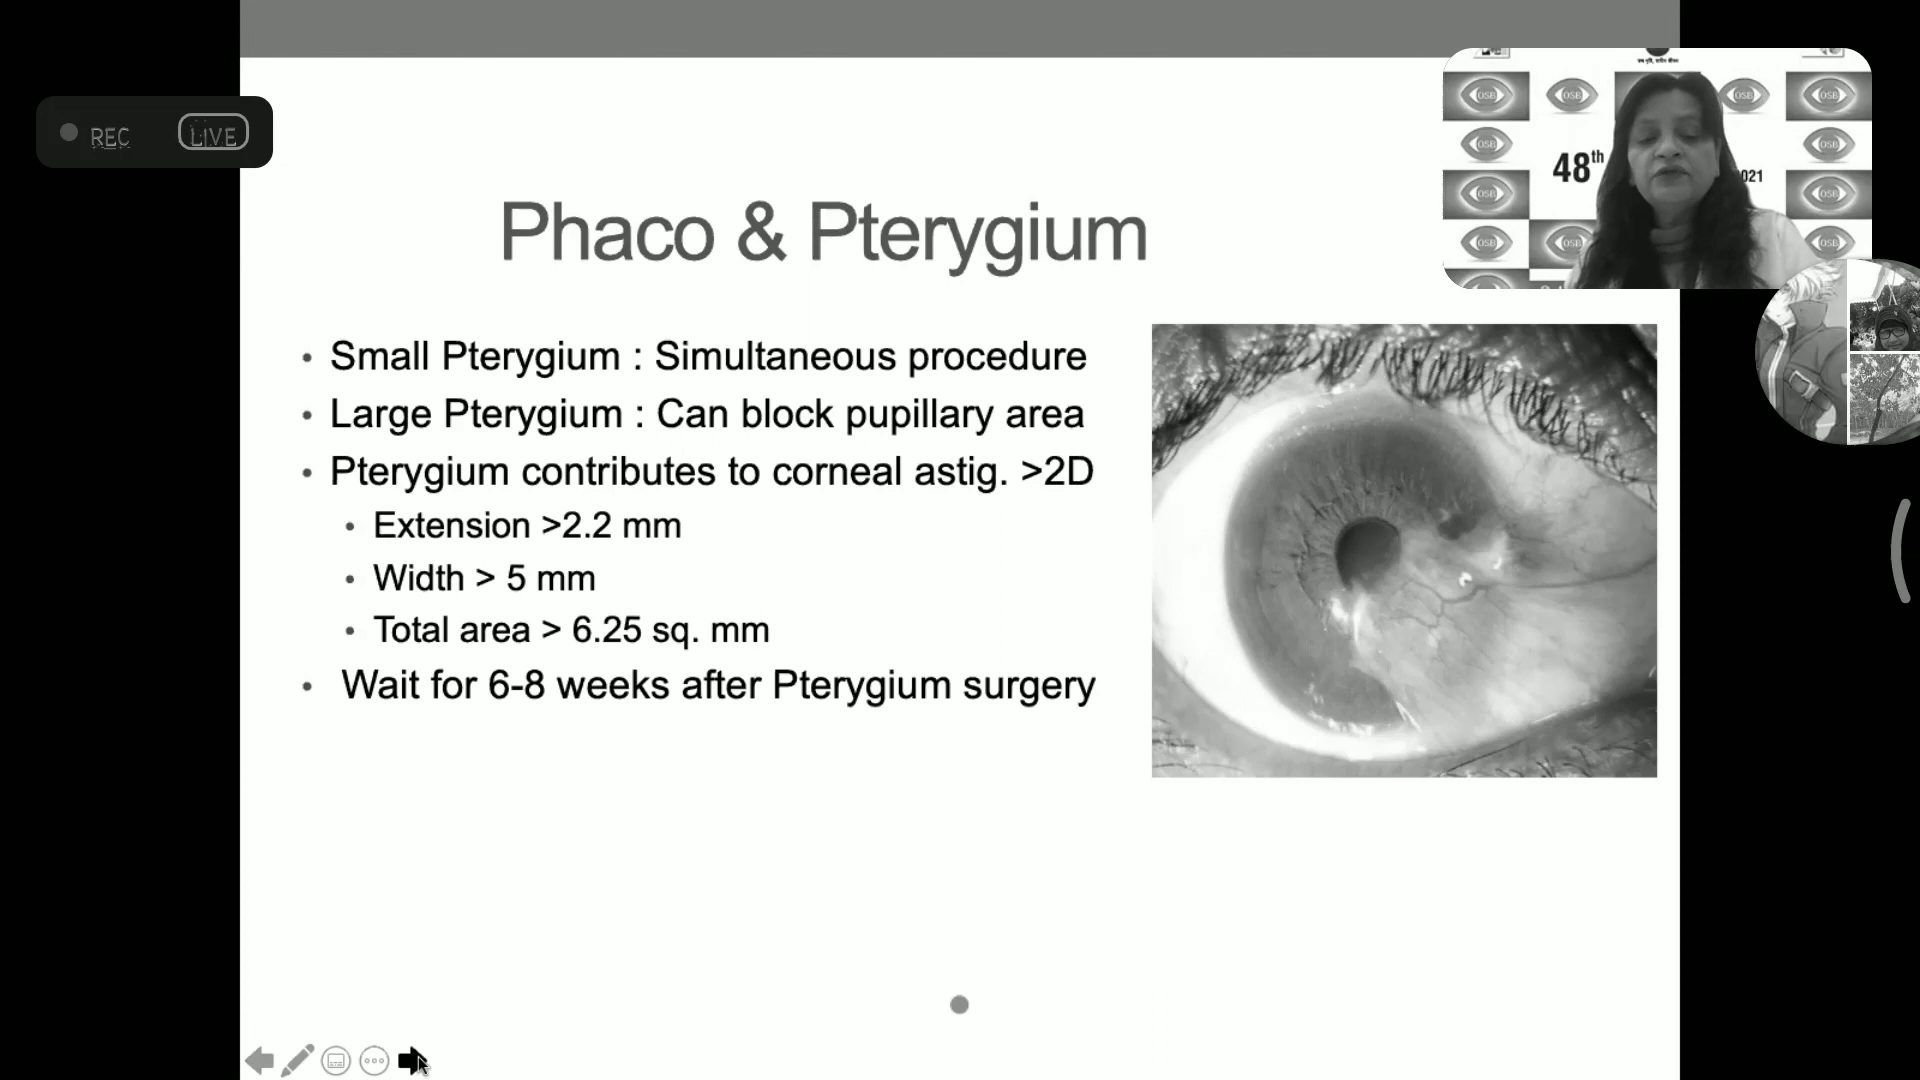 REC LIVE
48th
021
OSB
Phaco & Pterygium
• Small Pterygium : Simultaneous procedure
• Large Pterygium : Can block pupillary area
• Pterygium contributes to corneal astig. >2D
• Extension >2.2 mm
• Width > 5 mm
• Total area > 6.25 sq. mm
• Wait for 6-8 weeks after Pterygium surgery